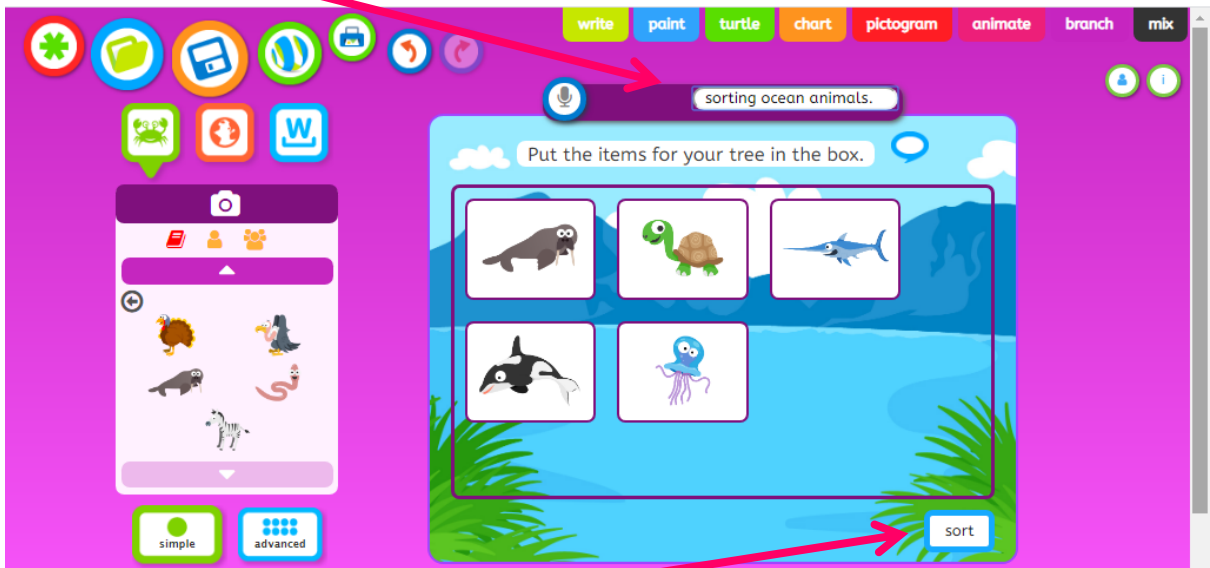 write paint turtle chart pictogram animate branch mix
sorting ocean animals.
i
W
Put the items for your tree in the box.
simple
advanced
sort